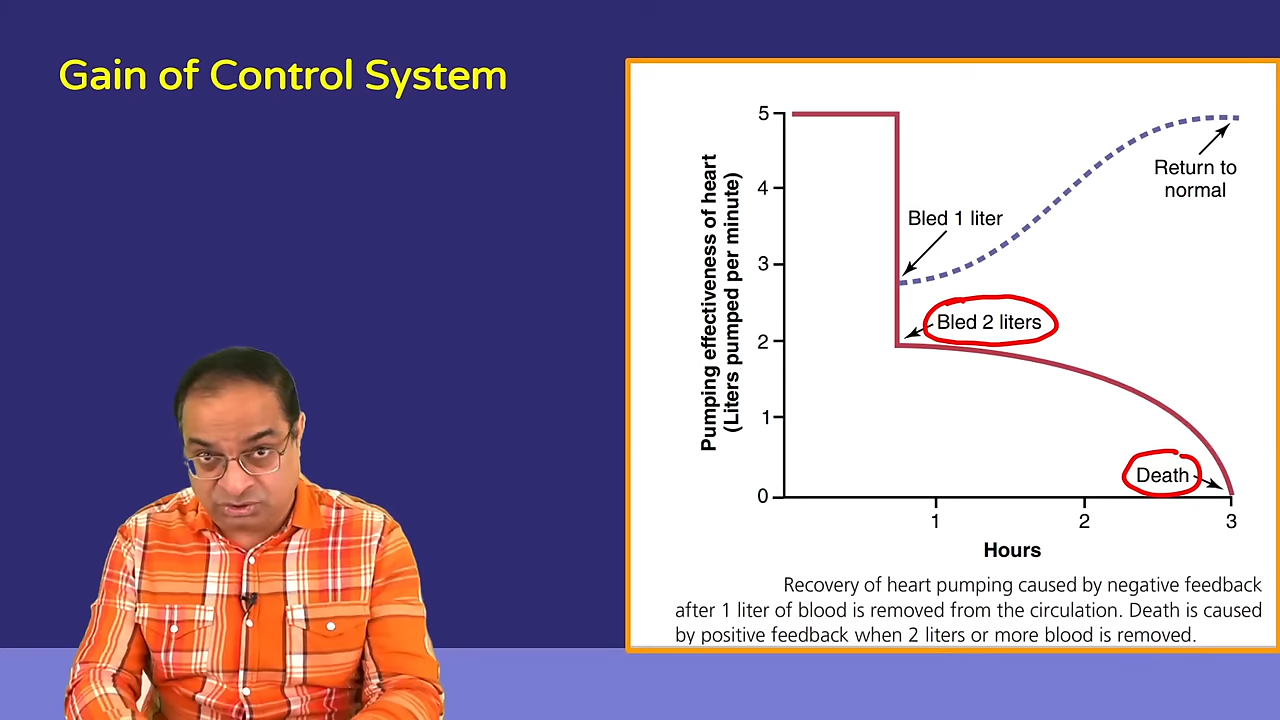 Gain of Control System
Pumping effectiveness of heart
(Liters pumped per minute)
5
4
3
2
1
0
Bled 1 liter
Return to
normal
Bled 2 liters
Death
1
2
3
Hours
Recovery of heart pumping caused by negative feedback
after 1 liter of blood is removed from the circulation. Death is caused
by positive feedback when 2 liters or more blood is removed.